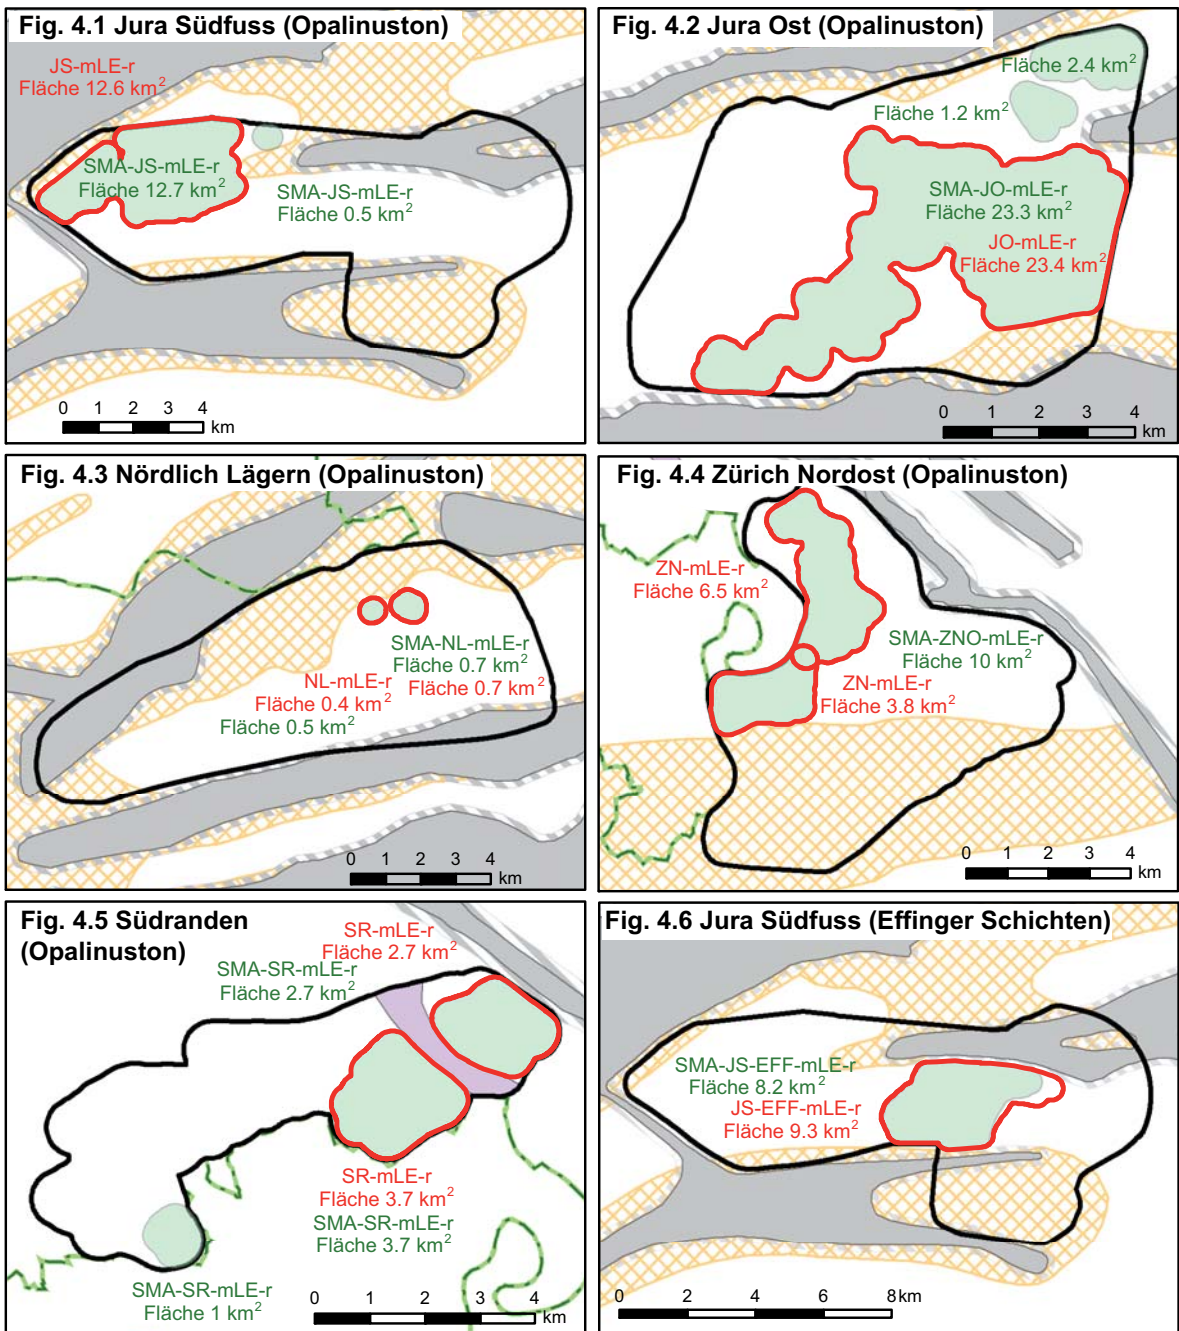 Fig. 4.1 Jura Südfuss (Opalinuston)
JS-mLE-r
Fläche 12.6 km²
SMA-JS-mLE-r
Fläche 12.7 km²
SMA-JS-mLE-r
Fläche 0.5 km²
0 1 2 3 4
km
Fig. 4.2 Jura Ost (Opalinuston)
Fläche 2.4 km²
Fläche 1.2 km²
SMA-JO-mLE-r
Fläche 23.3 km²
JO-mLE-r
Fläche 23.4 km²
0 1 2 3 4
km
Fig. 4.3 Nördlich Lägern (Opalinuston)
SMA-NL-mLE-r
Fläche 0.7 km²
NL-mLE-r
Fläche 0.7 km²
Fläche 0.4 km²
Fläche 0.5 km²
0 1 2 3 4
km
Fig. 4.4 Zürich Nordost (Opalinuston)
ZN-mLE-r
Fläche 6.5 km²
SMA-ZNO-mLE-r
Fläche 10 km²
ZN-mLE-r
Fläche 3.8 km²
0 1 2 3 4
km
Fig. 4.5 Südranden
(Opalinuston)
SR-mLE-r
Fläche 2.7 km²
SMA-SR-mLE-r
Fläche 2.7 km²
SR-mLE-r
Fläche 3.7 km²
SMA-SR-mLE-r
Fläche 3.7 km²
SMA-SR-mLE-r
Fläche 1 km²
0 1 2 3 4
km
Fig. 4.6 Jura Südfuss (Effinger Schichten)
SMA-JS-EFF-mLE-r
Fläche 8.2 km²
JS-EFF-mLE-r
Fläche 9.3 km²
0 2 4 6 8 km